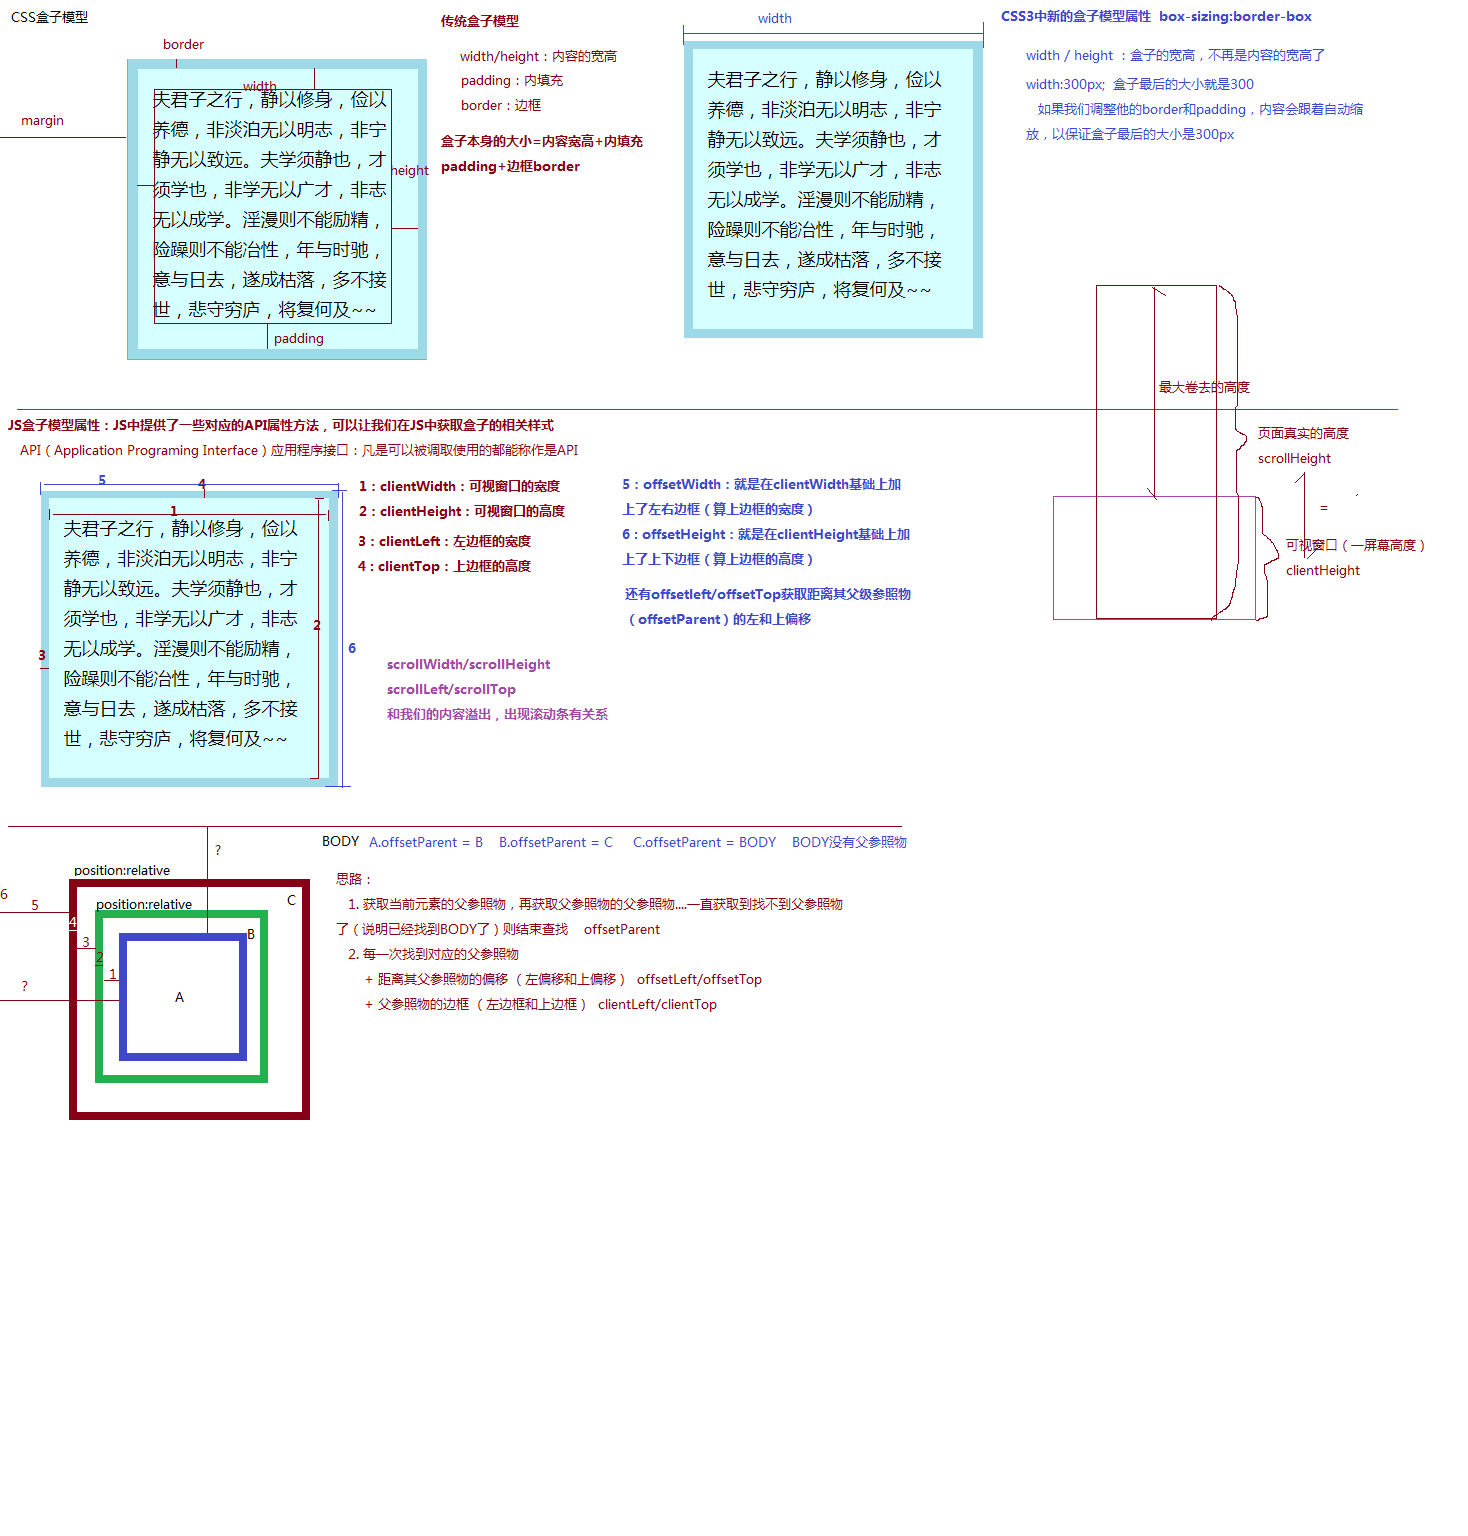 CSS盒子模型
border
width
margin
夫君子之行，静以修身，俭以
养德，非淡泊无以明志，非宁
静无以致远。夫学须静也，才
须学也，非学无以广才，非志
无以成学。淫漫则不能励精，
险躁则不能冶性，年与时驰，
意与日去，遂成枯落，多不接
世，悲守穷庐，将复何及~~
height
padding
传统盒子模型
width/height：内容的宽高
padding：内填充
border：边框
盒子本身的大小=内容宽高+内填充
padding+边框border
width
夫君子之行，静以修身，俭以
养德，非淡泊无以明志，非宁
静无以致远。夫学须静也，才
须学也，非学无以广才，非志
无以成学。淫漫则不能励精，
险躁则不能冶性，年与时驰，
意与日去，遂成枯落，多不接
世，悲守穷庐，将复何及~~
CSS3中新的盒子模型属性 box-sizing:border-box
width / height ：盒子的宽高，不再是内容的宽高了
width:300px; 盒子最后的大小就是300
如果我们调整他的border和padding，内容会跟着自动缩
放，以保证盒子最后的大小是300px
最大卷去的高度
页面真实的高度
scrollHeight
=
可视窗口（一屏幕高度）
clientHeight
JS盒子模型属性：JS中提供了一些对应的API属性方法，可以让我们在JS中获取盒子的相关样式
API（Application Programing Interface）应用程序接口：凡是可以被调取使用的都能称作是API
5
4
1
夫君子之行，静以修身，俭以
养德，非淡泊无以明志，非宁
静无以致远。夫学须静也，才
须学也，非学无以广才，非志
无以成学。淫漫则不能励精，
险躁则不能冶性，年与时驰，
意与日去，遂成枯落，多不接
世，悲守穷庐，将复何及~~
2
3
6
1：clientWidth：可视窗口的宽度
2：clientHeight：可视窗口的高度
3：clientLeft：左边框的宽度
4：clientTop：上边框的高度
5：offsetWidth：就是在clientWidth基础上加
上了左右边框（算上边框的宽度）
6：offsetHeight：就是在clientHeight基础上加
上了上下边框（算上边框的高度）
还有offsetleft/offsetTop获取距离其父级参照物
（offsetParent）的左和上偏移
scrollWidth/scrollHeight
scrollLeft/scrollTop
和我们的内容溢出，出现滚动条有关系
BODY A.offsetParent = B B.offsetParent = C C.offsetParent = BODY BODY没有父参照物
?
position:relative
position:relative
C
B
A
6
5
4
3
2
1
?
思路：
1. 获取当前元素的父参照物，再获取父参照物的父参照物....一直获取到找不到父参照物
了（说明已经找到BODY了）则结束查找 offsetParent
2. 每一次找到对应的父参照物
+ 距离其父参照物的偏移（左偏移和上偏移） offsetLeft/offsetTop
+ 父参照物的边框（左边框和上边框） clientLeft/clientTop